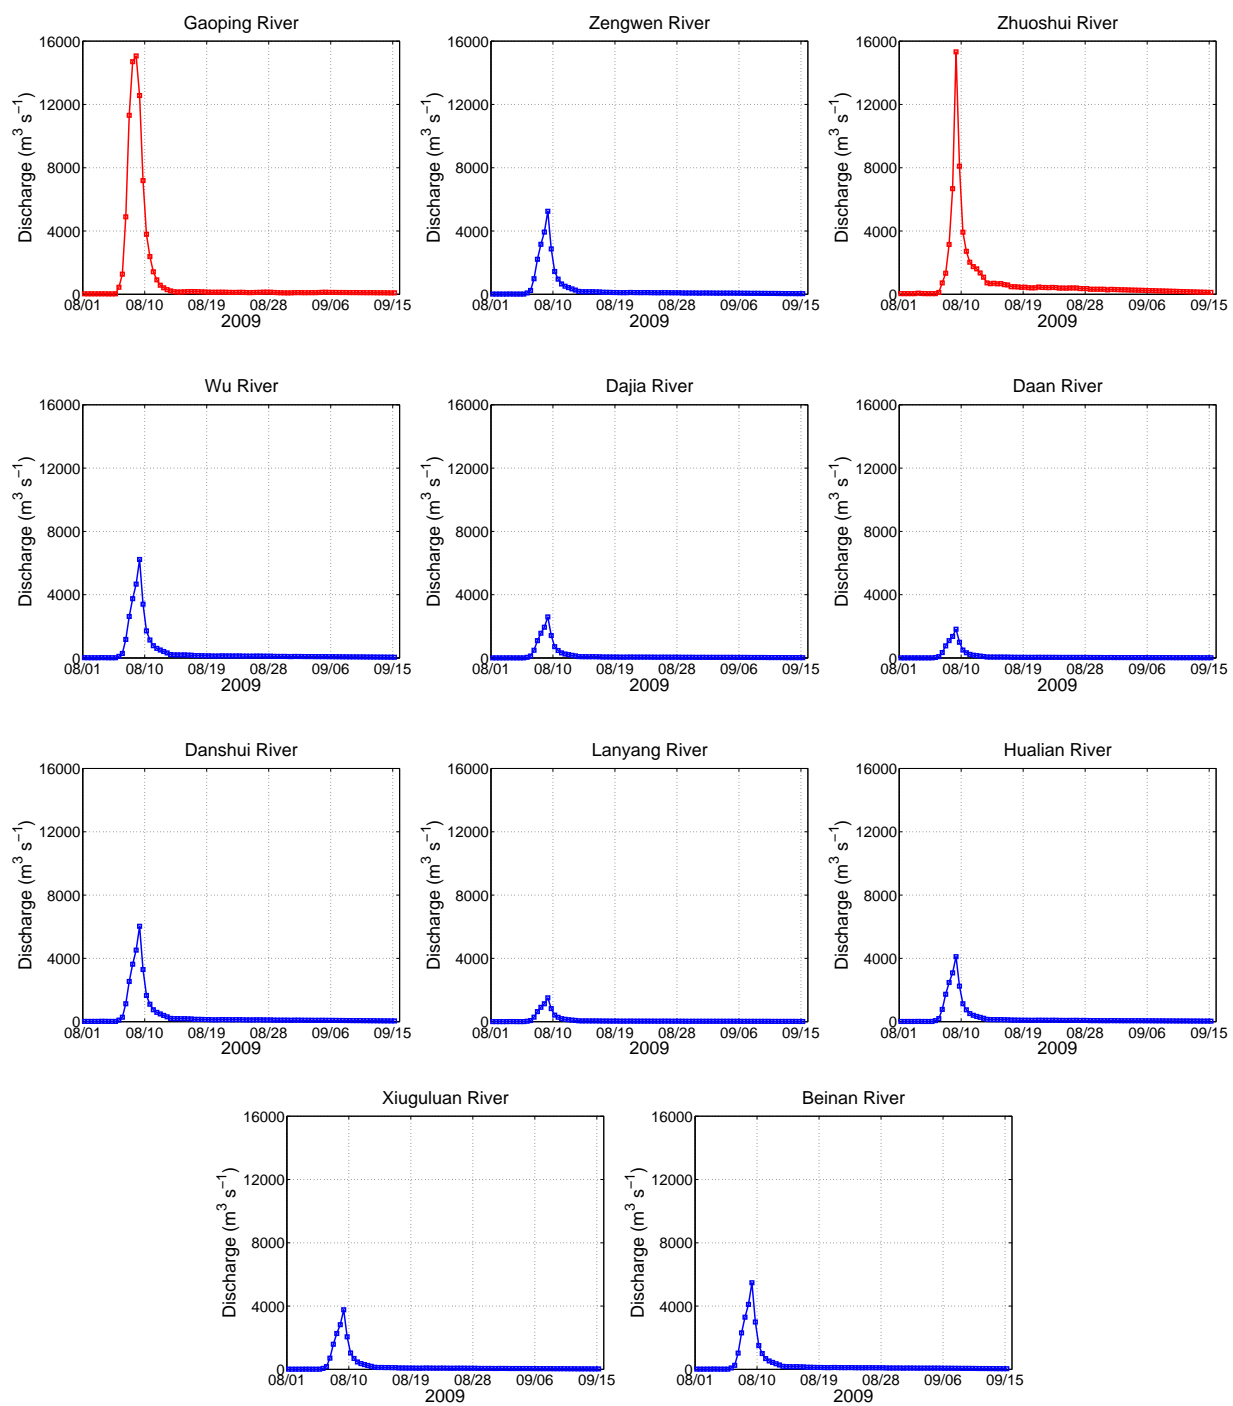 Gaoping River
Zengwen River
Zhuoshui River
16000
12000
8000
4000
0
Discharge (m³ s⁻¹)
08/01 08/10 08/19 08/28 09/06 09/15
2009
16000
12000
8000
4000
0
Discharge (m³ s⁻¹)
08/01 08/10 08/19 08/28 09/06 09/15
2009
16000
12000
8000
4000
0
Discharge (m³ s⁻¹)
08/01 08/10 08/19 08/28 09/06 09/15
2009
Wu River
Dajia River
Daan River
16000
12000
8000
4000
0
Discharge (m³ s⁻¹)
08/01 08/10 08/19 08/28 09/06 09/15
2009
16000
12000
8000
4000
0
Discharge (m³ s⁻¹)
08/01 08/10 08/19 08/28 09/06 09/15
2009
16000
12000
8000
4000
0
Discharge (m³ s⁻¹)
08/01 08/10 08/19 08/28 09/06 09/15
2009
Danshui River
Lanyang River
Hualian River
16000
12000
8000
4000
0
Discharge (m³ s⁻¹)
08/01 08/10 08/19 08/28 09/06 09/15
2009
16000
12000
8000
4000
0
Discharge (m³ s⁻¹)
08/01 08/10 08/19 08/28 09/06 09/15
2009
16000
12000
8000
4000
0
Discharge (m³ s⁻¹)
08/01 08/10 08/19 08/28 09/06 09/15
2009
Xiuguluan River
Beinan River
16000
12000
8000
4000
0
Discharge (m³ s⁻¹)
08/01 08/10 08/19 08/28 09/06 09/15
2009
16000
12000
8000
4000
0
Discharge (m³ s⁻¹)
08/01 08/10 08/19 08/28 09/06 09/15
2009